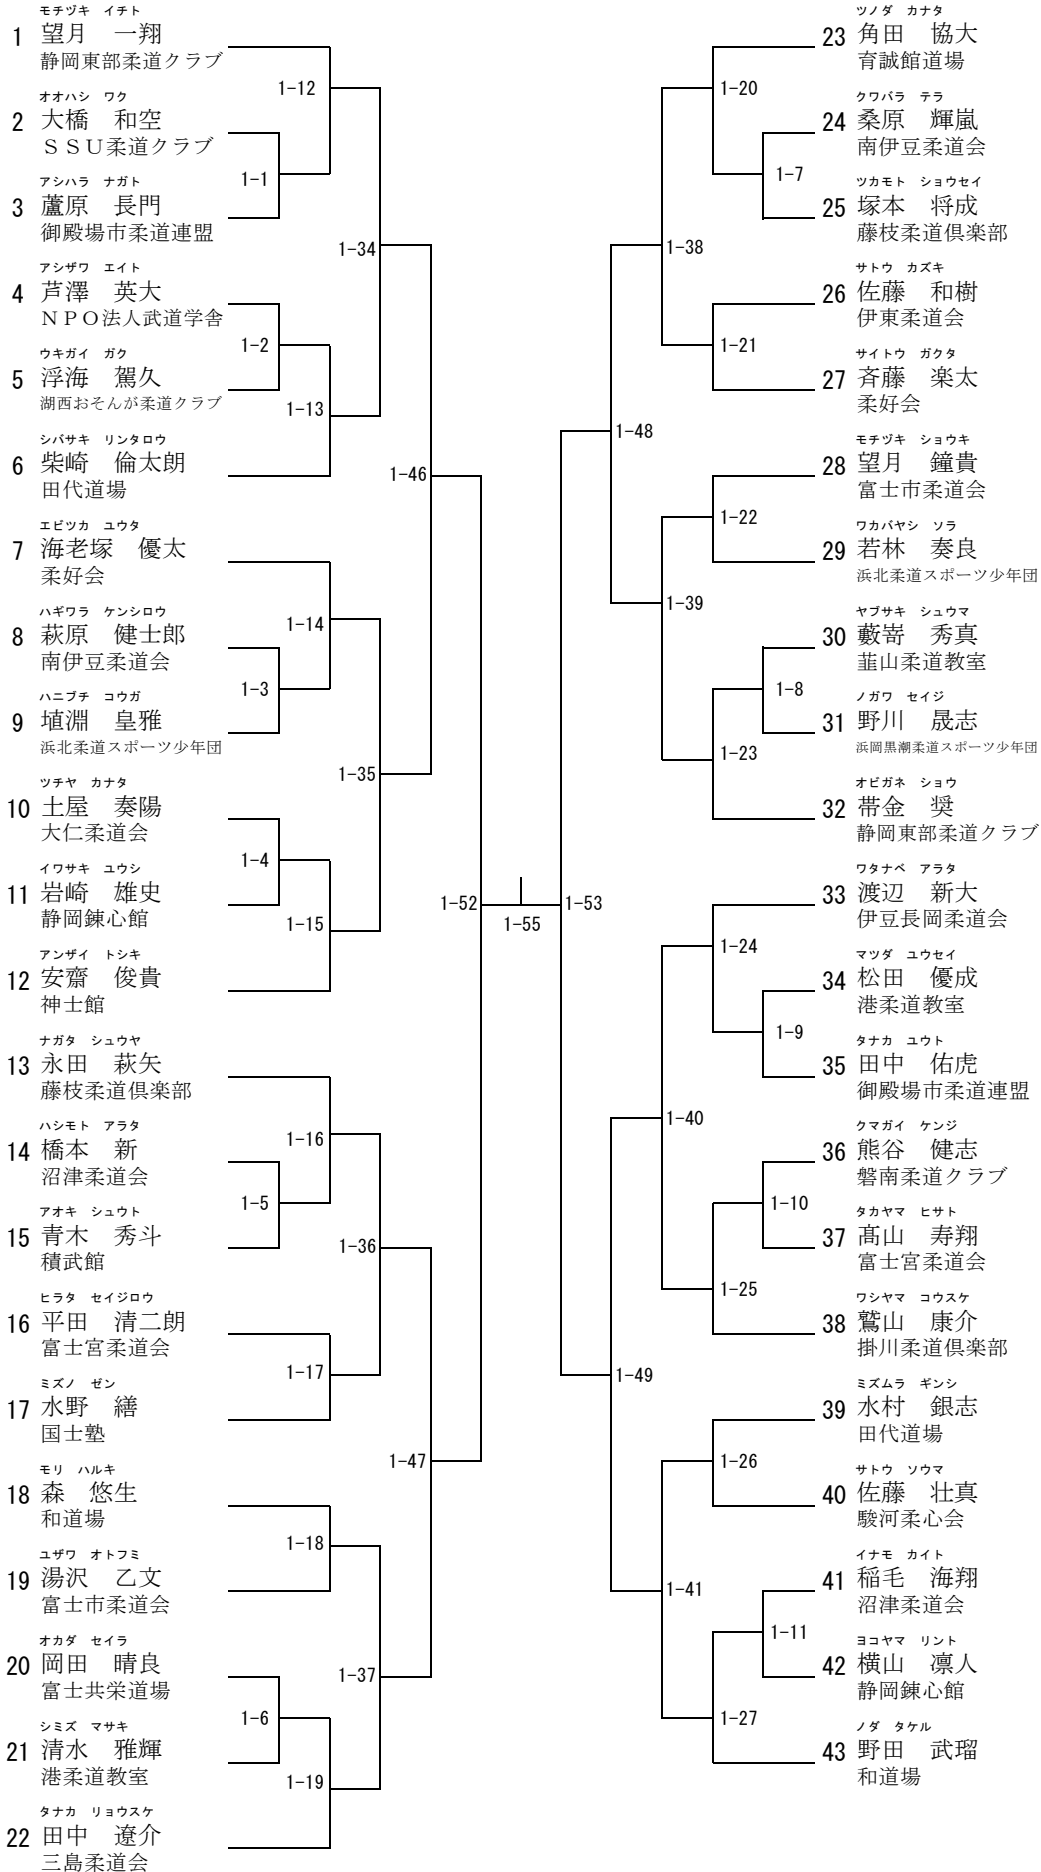 モチヅキ　イチト
1 望月　一翔
静岡東部柔道クラブ
オオハシ　ワク
2 大橋　和空
ＳＳＵ柔道クラブ
アシハラ　ナガト
3 蘆原　長門
御殿場市柔道連盟
アシザワ　エイト
4 芦澤　英大
ＮＰＯ法人武道学舎
ウキガイ　ガク
5 浮海　駕久
湖西おそんが柔道クラブ
シバサキ　リンタロウ
6 柴崎　倫太朗
田代道場
エビツカ　ユウタ
7 海老塚　優太
柔好会
ハギワラ　ケンシロウ
8 萩原　健士郎
南伊豆柔道会
ハニブチ　コウガ
9 埴淵　皇雅
浜北柔道スポーツ少年団
ツチヤ　カナタ
10 土屋　奏陽
大仁柔道会
イワサキ　ユウシ
11 岩崎　雄史
静岡錬心館
アンザイ　トシキ
12 安齋　俊貴
神士館
ナガタ　シュウヤ
13 永田　萩矢
藤枝柔道倶楽部
ハシモト　アラタ
14 橋本　新
沼津柔道会
アオキ　シュウト
15 青木　秀斗
積武館
ヒラタ　セイジロウ
16 平田　清二朗
富士宮柔道会
ミズノ　ゼン
17 水野　繕
国士塾
モリ　ハルキ
18 森　悠生
和道場
ユザワ　オトフミ
19 湯沢　乙文
富士市柔道会
オカダ　セイラ
20 岡田　晴良
富士共栄道場
シミズ　マサキ
21 清水　雅輝
港柔道教室
タナカ　リョウスケ
22 田中　遼介
三島柔道会
1-12
1-1
1-34
1-2
1-13
1-46
1-14
1-3
1-35
1-4
1-15
1-52
1-16
1-5
1-36
1-17
1-47
1-18
1-37
1-6
1-19
1-55
1-53
1-20
1-7
1-38
1-21
1-48
1-22
1-39
1-8
1-23
1-24
1-9
1-40
1-10
1-25
1-49
1-26
1-41
1-11
1-27
ツノダ　カナタ
23 角田　協大
育誠館道場
クワバラ　テラ
24 桑原　輝嵐
南伊豆柔道会
ツカモト　ショウセイ
25 塚本　将成
藤枝柔道倶楽部
サトウ　カズキ
26 佐藤　和樹
伊東柔道会
サイトウ　ガクタ
27 斉藤　楽太
柔好会
モチヅキ　ショウキ
28 望月　鐘貴
富士市柔道会
ワカバヤシ　ソラ
29 若林　奏良
浜北柔道スポーツ少年団
ヤブサキ　シュウマ
30 藪嵜　秀真
韮山柔道教室
ノガワ　セイジ
31 野川　晟志
浜岡黒潮柔道スポーツ少年団
オビガネ　ショウ
32 帯金　奨
静岡東部柔道クラブ
ワタナベ　アラタ
33 渡辺　新大
伊豆長岡柔道会
マツダ　ユウセイ
34 松田　優成
港柔道教室
タナカ　ユウト
35 田中　佑虎
御殿場市柔道連盟
クマガイ　ケンジ
36 熊谷　健志
磐南柔道クラブ
タカヤマ　ヒサト
37 髙山　寿翔
富士宮柔道会
ワシヤマ　コウスケ
38 鷲山　康介
掛川柔道倶楽部
ミズムラ　ギンシ
39 水村　銀志
田代道場
サトウ　ソウマ
40 佐藤　壮真
駿河柔心会
イナモ　カイト
41 稲毛　海翔
沼津柔道会
ヨコヤマ　リント
42 横山　凛人
静岡錬心館
ノダ　タケル
43 野田　武瑠
和道場